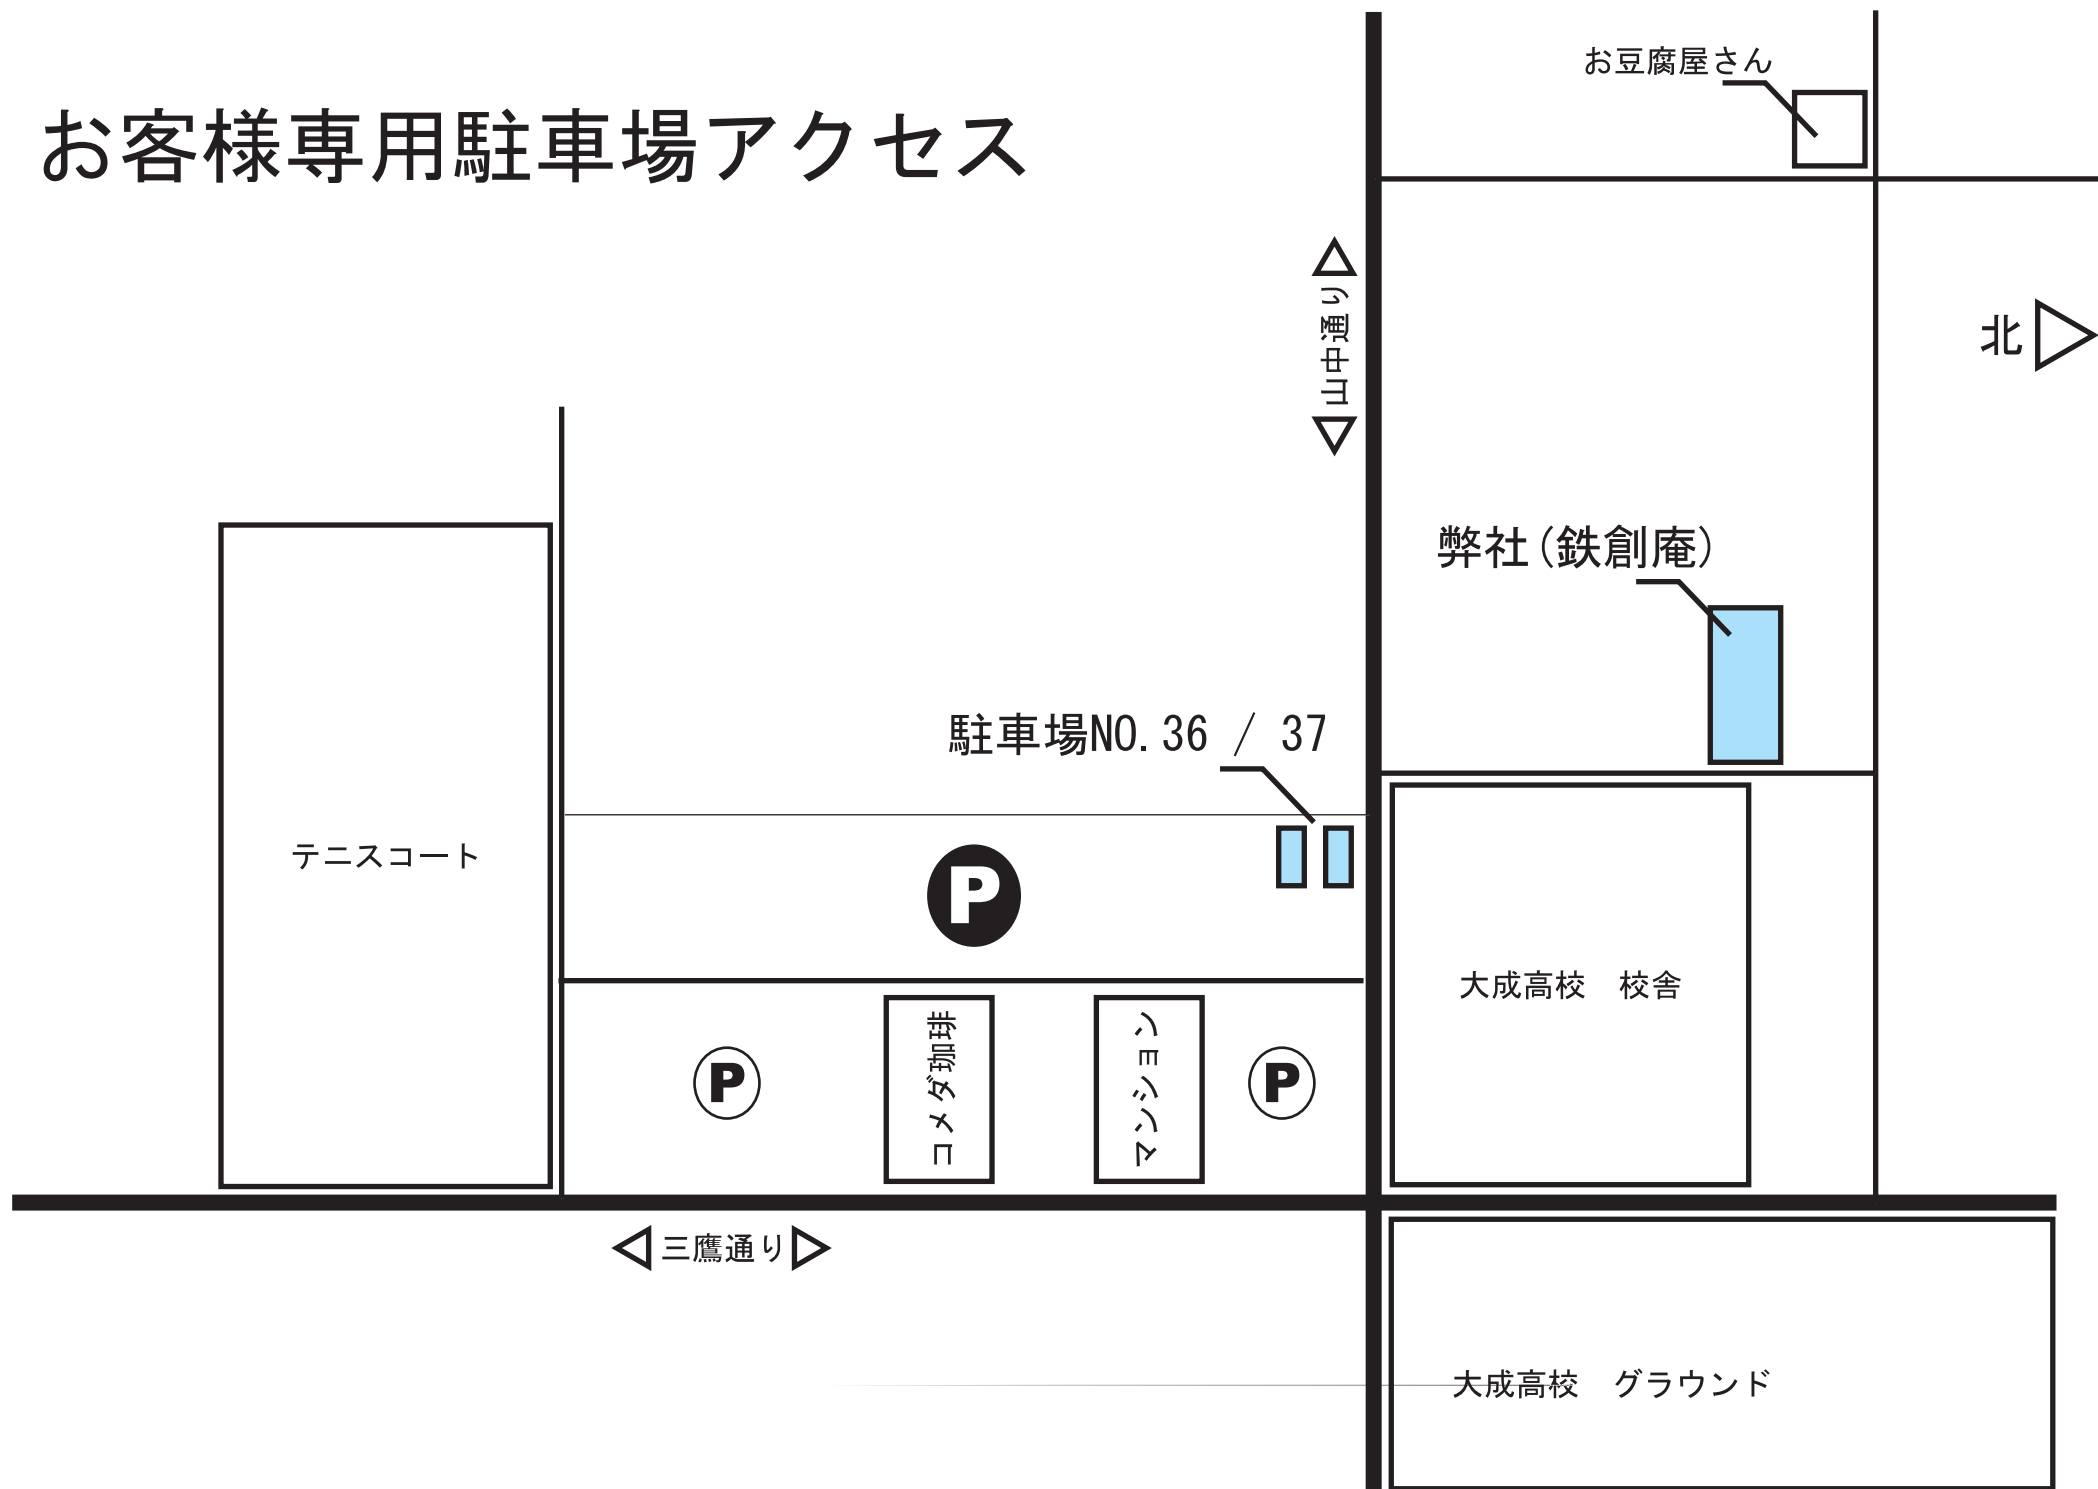 お豆腐屋さん
お客様専用駐車場アクセス
山中通り
北
弊社(鉄創庵)
駐車場NO.36 / 37
テニスコート
P
大成高校　校舎
P
コメダ珈琲
マンション
P
三鷹通り
大成高校　グラウンド